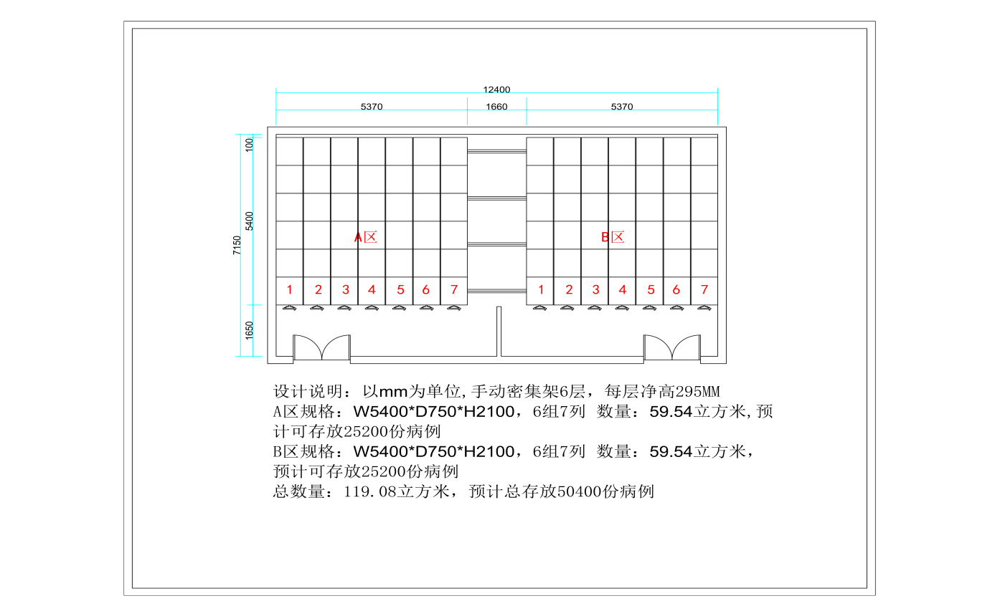 12400
5370 1660 5370
100
5400
7150
1650
A区 B区
1 2 3 4 5 6 7 1 2 3 4 5 6 7
设计说明：以mm为单位,手动密集架6层，每层净高295MM
A区规格：W5400*D750*H2100，6组7列 数量：59.54立方米,预
计可存放25200份病例
B区规格：W5400*D750*H2100，6组7列 数量：59.54立方米，
预计可存放25200份病例
总数量：119.08立方米，预计总存放50400份病例